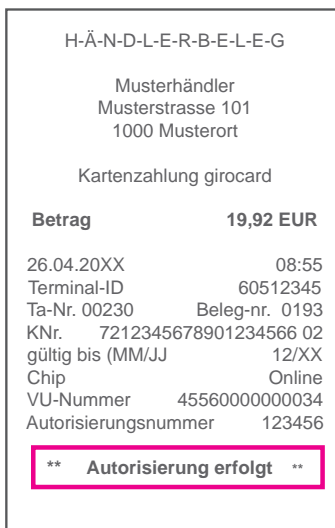 H-Ä-N-D-L-E-R-B-E-L-E-G
Musterhändler
Musterstrasse 101
1000 Musterort
Kartenzahlung girocard
Betrag 19,92 EUR
26.04.20XX 08:55
Terminal-ID 60512345
Ta-Nr. 00230 Beleg-nr. 0193
KNr. 7212345678901234566 02
gültig bis (MM/JJ 12/XX
Chip Online
VU-Nummer 45560000000034
Autorisierungsnummer 123456
** Autorisierung erfolgt **